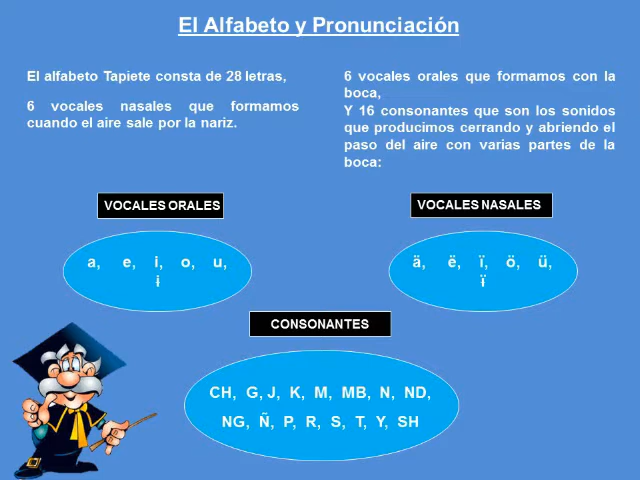 El Alfabeto y Pronunciación
El alfabeto Tapiete consta de 28 letras,
6 vocales nasales que formamos
cuando el aire sale por la nariz.
6 vocales orales que formamos con la
boca,
Y 16 consonantes que son los sonidos
que producimos cerrando y abriendo el
paso del aire con varias partes de la
boca:
VOCALES ORALES
a, e, i, o, u,
ɨ
VOCALES NASALES
ä, ë, ï, ö, ü,
ɨ̈
CONSONANTES
CH, G, J, K, M, MB, N, ND,
NG, Ñ, P, R, S, T, Y, SH